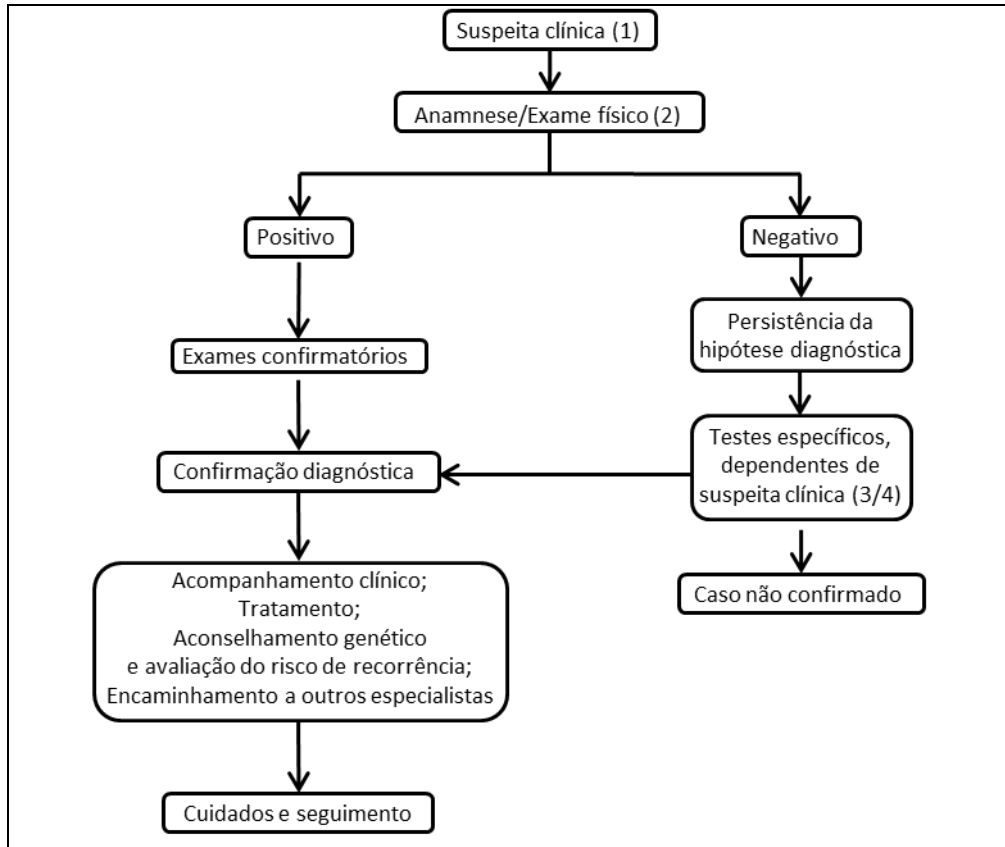 Suspeita clínica (1)
Anamnese/Exame físico (2)
Positivo
Negativo
Exames confirmatórios
Persistência da
hipótese diagnóstica
Confirmação diagnóstica
Testes específicos,
dependentes de
suspeita clínica (3/4)
Acompanhamento clínico;
Tratamento;
Aconselhamento genético
e avaliação do risco de recorrência;
Encaminhamento a outros especialistas
Caso não confirmado
Cuidados e seguimento